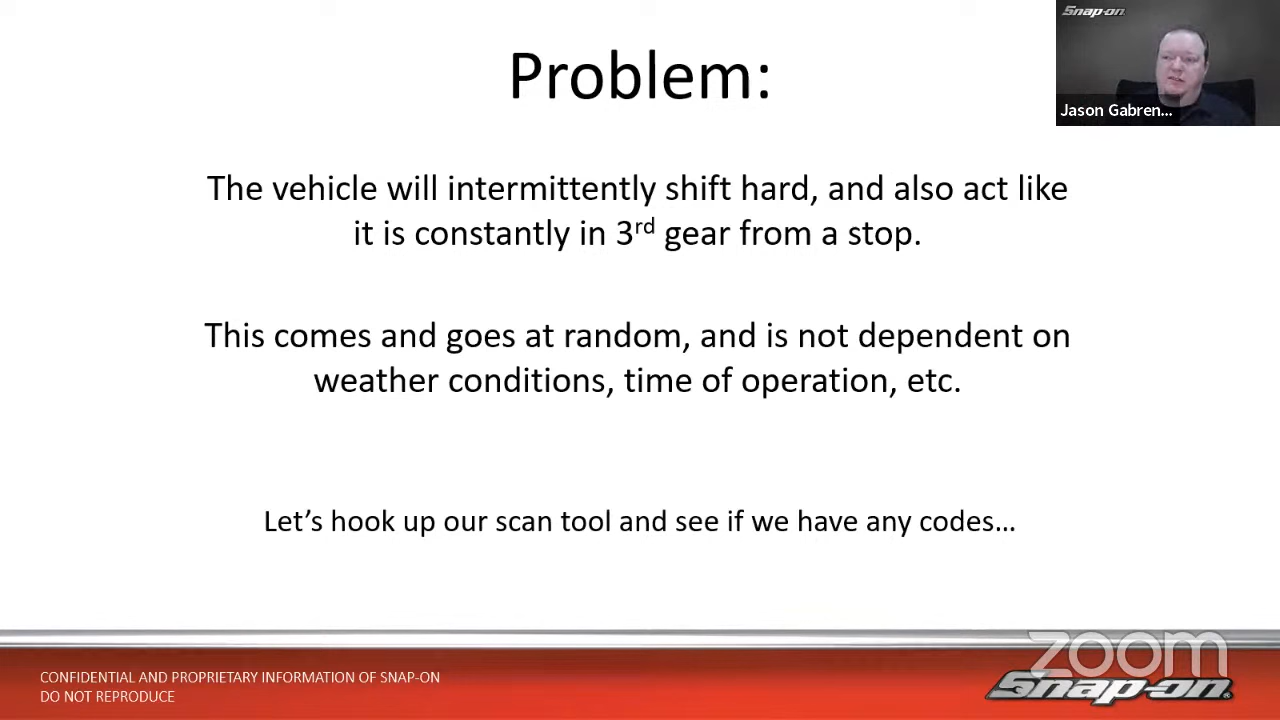 Problem:
Snap-on
Jason Gabren...
The vehicle will intermittently shift hard, and also act like
it is constantly in 3rd gear from a stop.
This comes and goes at random, and is not dependent on
weather conditions, time of operation, etc.
Let’s hook up our scan tool and see if we have any codes…
CONFIDENTIAL AND PROPRIETARY INFORMATION OF SNAP-ON
DO NOT REPRODUCE
zoom
Snap-on®